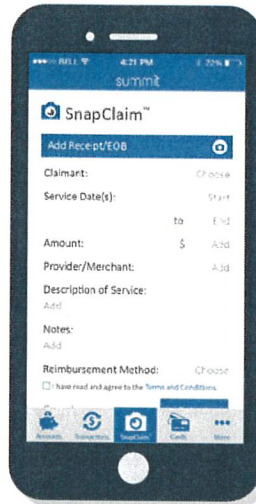 BELL 4:21 PM 22%
summit
SnapClaim™
Add Receipt/EOB
Claimant: Choose
Service Date(s): Start
to End
Amount: $ Add
Provider/Merchant: Add
Description of Service:
Add
Notes:
Add
Reimbursement Method: Choose
I have read and agree to the Terms and Conditions.
Accounts Transactions SnapClaim™ Cards More